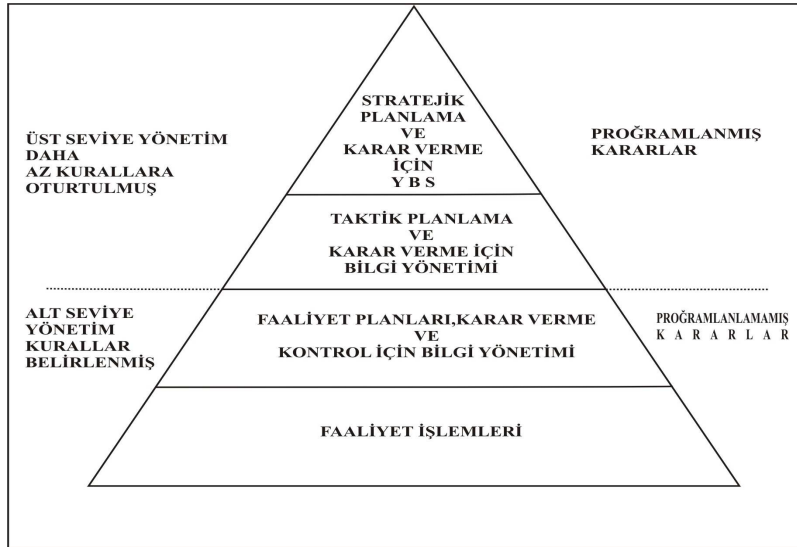 STRATEJİK
PLANLAMA
VE
KARAR VERME
İÇİN
Y B S
ÜST SEVİYE YÖNETİM
DAHA
AZ KURALLARA
OTURTULMUŞ
PROĞRAMLANMIŞ
KARARLAR
TAKTİK PLANLAMA
VE
KARAR VERME İÇİN
BİLGİ YÖNETİMİ
ALT SEVİYE
YÖNETİM
KURALLAR
BELİRLENMİŞ
FAALİYET PLANLARI,KARAR VERME
VE
KONTROL İÇİN BİLGİ YÖNETİMİ
PROĞRAMLANLAMAMIŞ
K A R A R L A R
FAALİYET İŞLEMLERİ